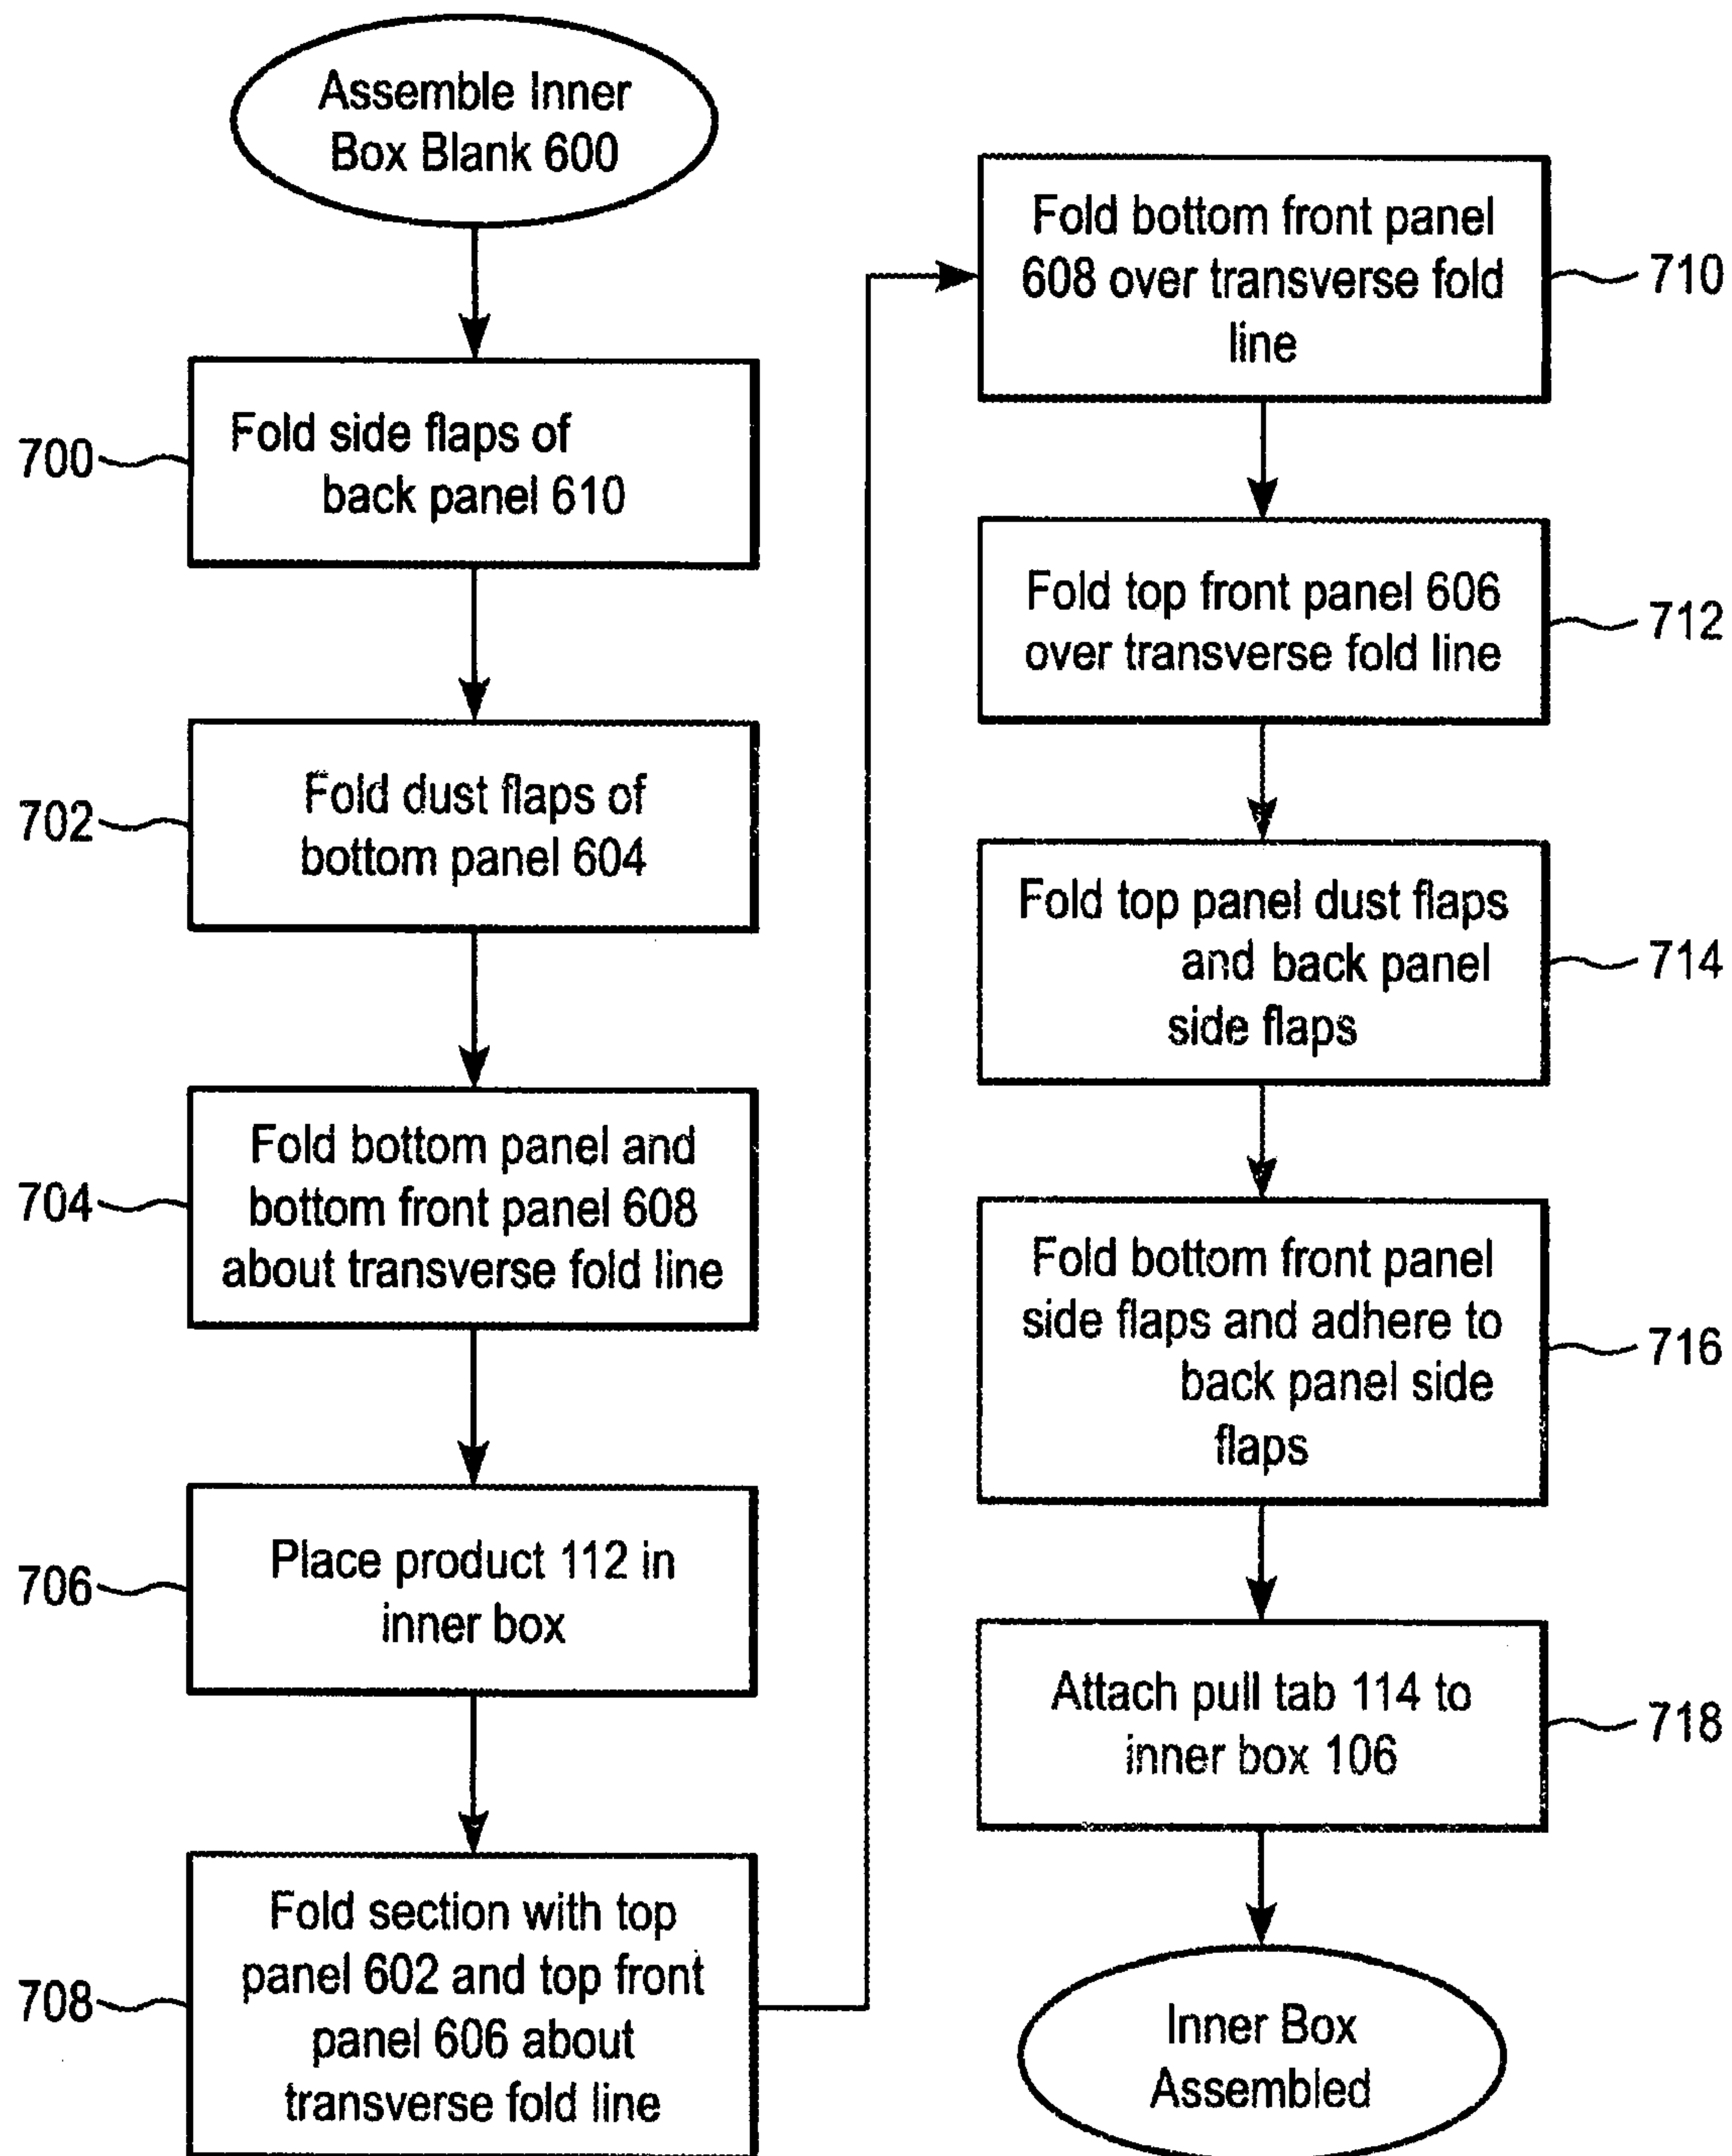 Assemble Inner
Box Blank 600
700
Fold side flaps of
back panel 610
702
Fold dust flaps of
bottom panel 604
704
Fold bottom panel and
bottom front panel 608
about transverse fold line
706
Place product 112 in
inner box
708
Fold section with top
panel 602 and top front
panel 606 about
transverse fold line
Fold bottom front panel
608 over transverse fold
line
710
Fold top front panel 606
over transverse fold line
712
Fold top panel dust flaps
and back panel
side flaps
714
Fold bottom front panel
side flaps and adhere to
back panel side
flaps
716
Attach pull tab 114 to
inner box 106
718
Inner Box
Assembled